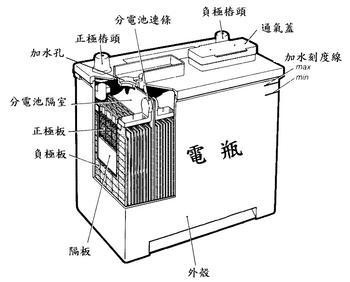 分電池連條
負極樁頭
正極樁頭
通氣蓋
加水孔
加水刻度線
max
min
分電池隔室
正極板
負極板
電瓶
隔板
外殼